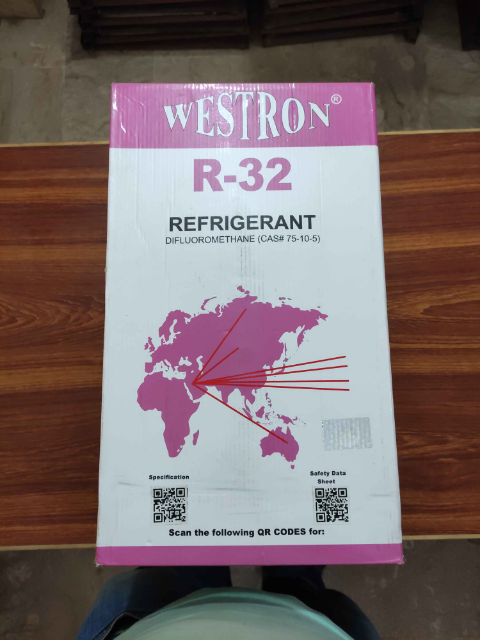 WESTRON®
R-32
REFRIGERANT
DIFLUOROMETHANE (CAS# 75-10-5)
Specification
Safety Data
Sheet
Scan the following QR CODES for: